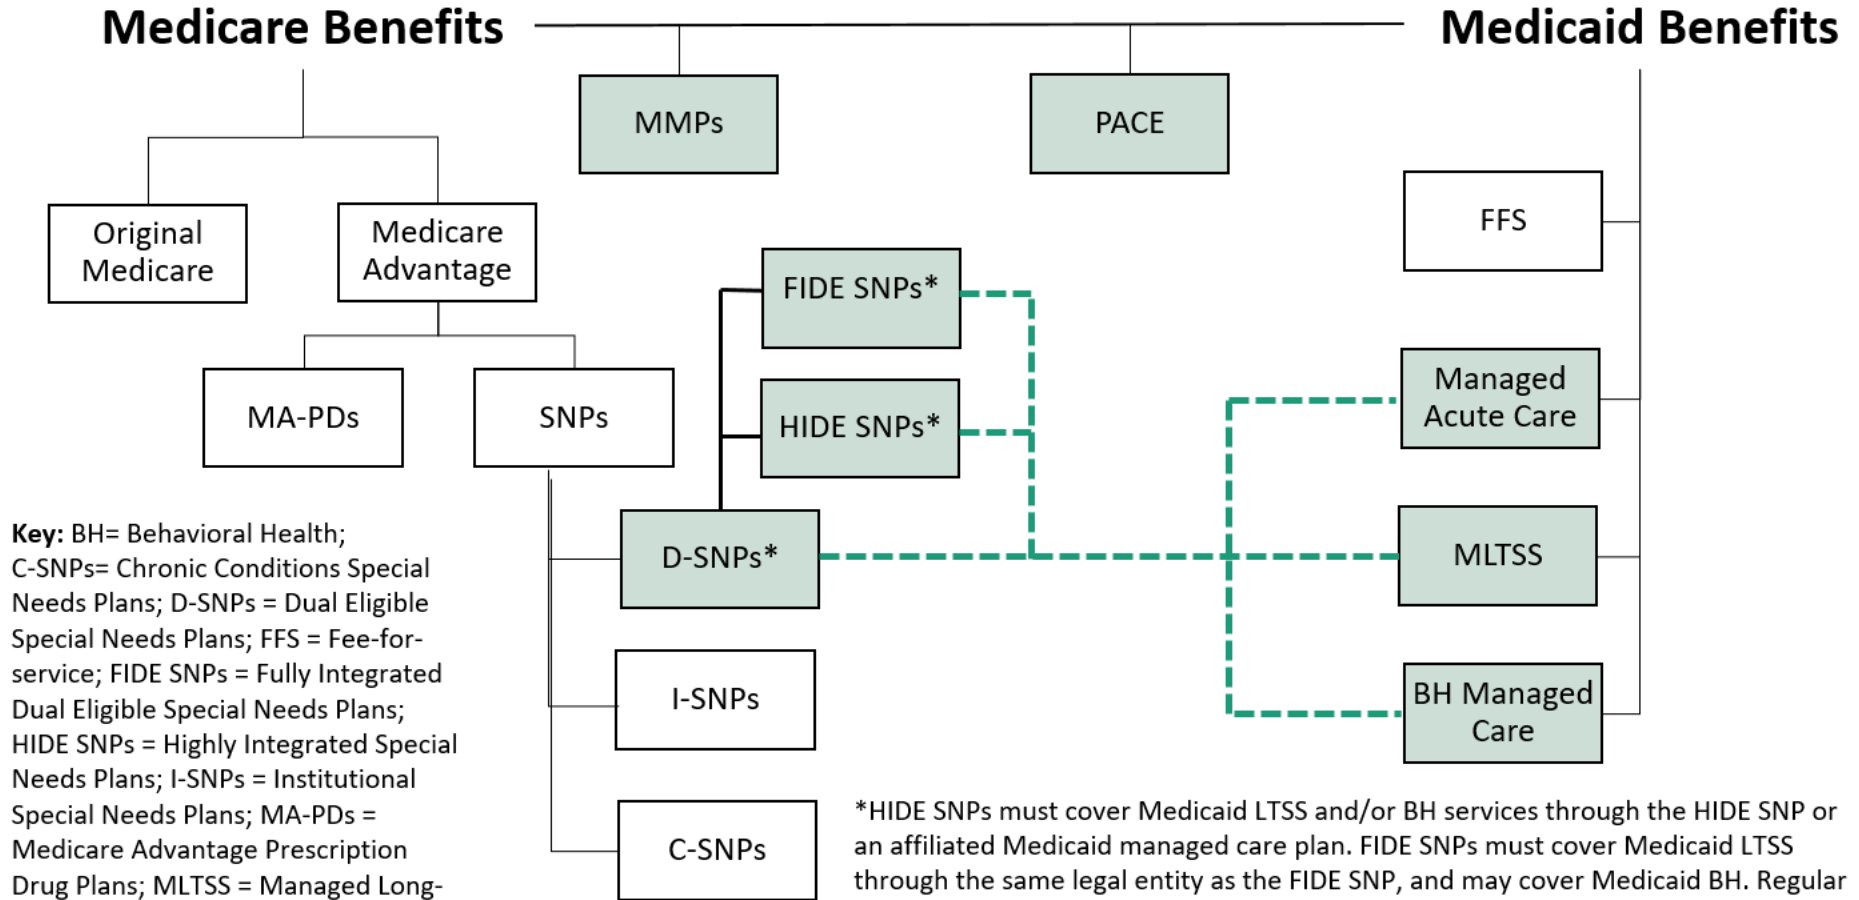 Medicare Benefits
Medicaid Benefits
MMPs
PACE
Original
Medicare
Medicare
Advantage
FFS
FIDE SNPs*
MA-PDs
SNPs
HIDE SNPs*
Managed
Acute Care
D-SNPs*
MLTSS
I-SNPs
BH Managed
Care
C-SNPs
Key: BH= Behavioral Health;
C-SNPs= Chronic Conditions Special
Needs Plans; D-SNPs = Dual Eligible
Special Needs Plans; FFS = Fee-for-
service; FIDE SNPs = Fully Integrated
Dual Eligible Special Needs Plans;
HIDE SNPs = Highly Integrated Special
Needs Plans; I-SNPs = Institutional
Special Needs Plans; MA-PDs =
Medicare Advantage Prescription
Drug Plans; MLTSS = Managed Long-
*HIDE SNPs must cover Medicaid LTSS and/or BH services through the HIDE SNP or
an affiliated Medicaid managed care plan. FIDE SNPs must cover Medicaid LTSS
through the same legal entity as the FIDE SNP, and may cover Medicaid BH. Regular